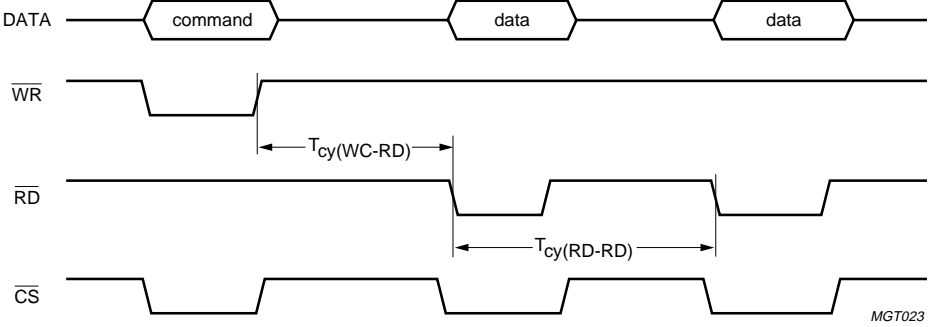 DATA command data data
WR
Tcy(WC-RD)
RD
Tcy(RD-RD)
CS
MGT023